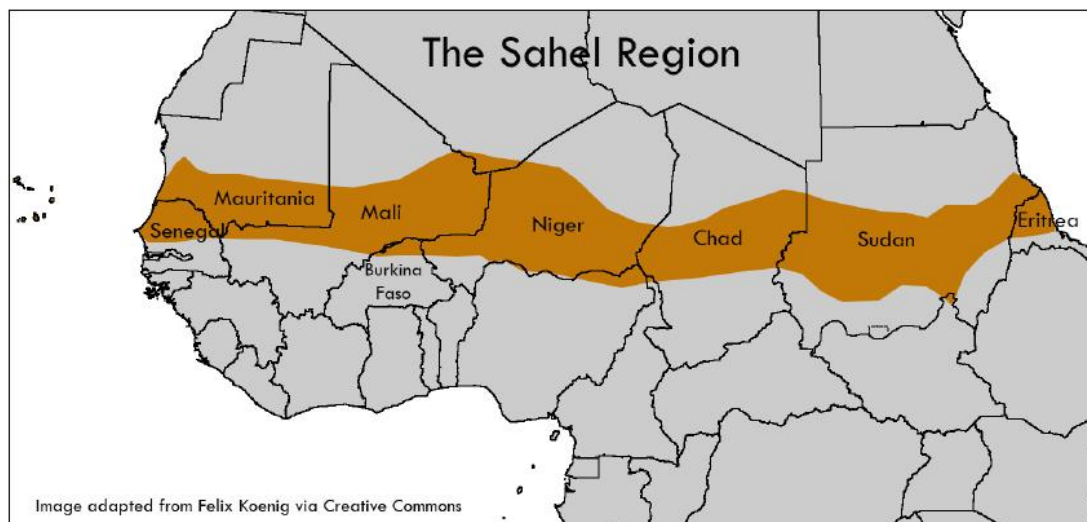 The Sahel Region
Mauritania
Senegal
Mali
Niger
Chad
Sudan
Eritrea
Burkina
Faso
Image adapted from Felix Koenig via Creative Commons